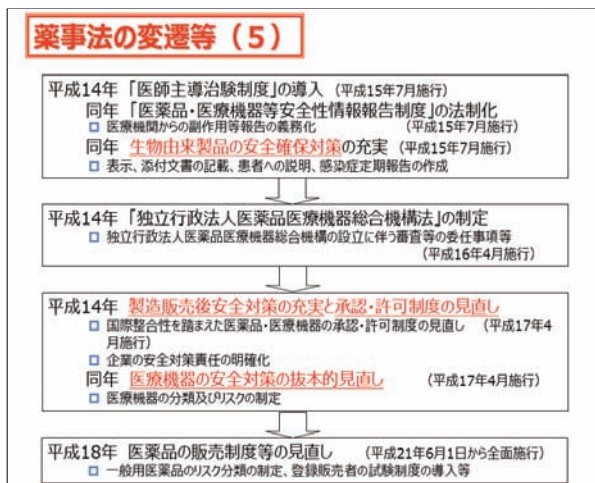 薬事法の変遷等（5）
平成14年 「医師主導治験制度」の導入 （平成15年7月施行）
同年 「医薬品・医療機器等安全性情報報告制度」の法制化
医療機関からの副作用等報告の義務化 （平成15年7月施行）
同年 生物由来製品の安全確保対策の充実 （平成15年7月施行）
表示、添付文書の記載、患者への説明、感染症定期報告の作成
平成14年 「独立行政法人医薬品医療機器総合機構法」の制定
独立行政法人医薬品医療機器総合機構の設立に伴う審査等の委任事項等
（平成16年4月施行）
平成14年 製造販売後安全対策の充実と承認・許可制度の見直し
国際整合性を踏まえた医薬品・医療機器の承認・許可制度の見直し （平成17年4
月施行）
企業の安全対策責任の明確化
同年 医療機器の安全対策の抜本的見直し （平成17年4月施行）
医療機器の分類及びリスクの制定
平成18年 医薬品の販売制度等の見直し （平成21年6月1日から全面施行）
一般用医薬品のリスク分類の制定、登録販売者の試験制度の導入等